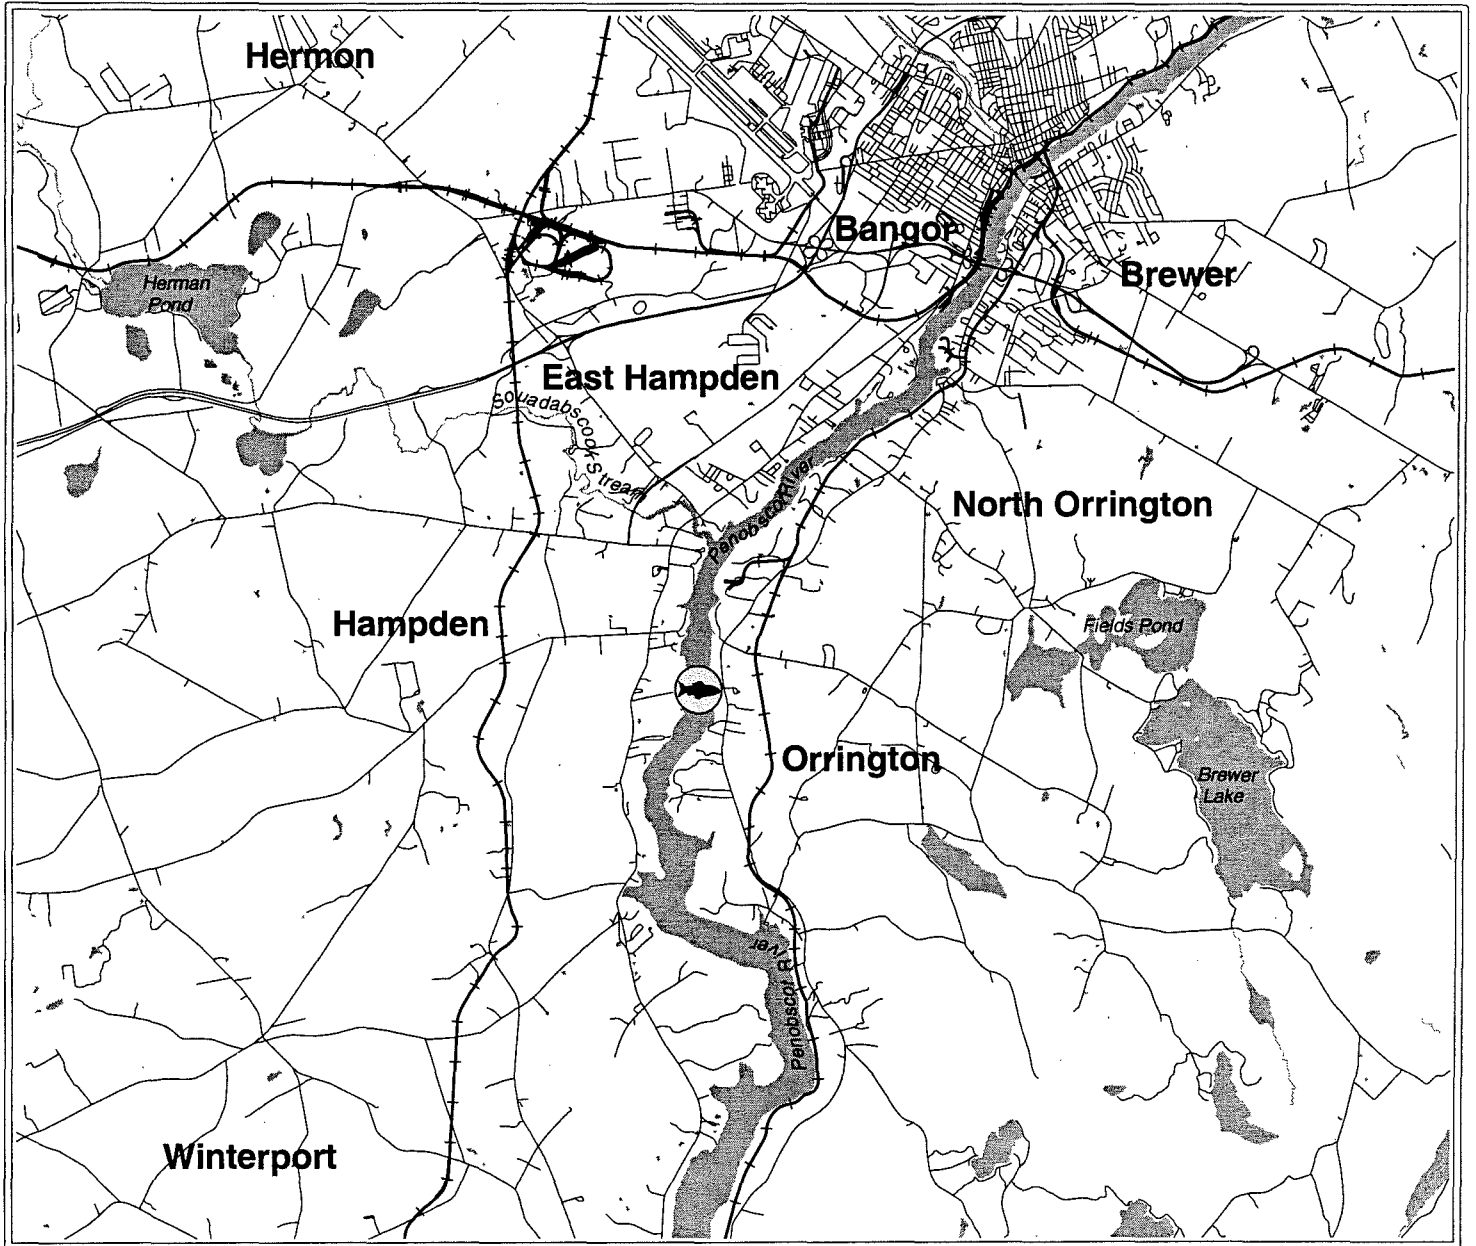 Hermon
Bangor
Brewer
Herman
Pond
East Hampden
Souadabscook Stream
Penobscot River
North Orrington
Hampden
Fields Pond
Orrington
Brewer
Lake
Penobscot River
Winterport